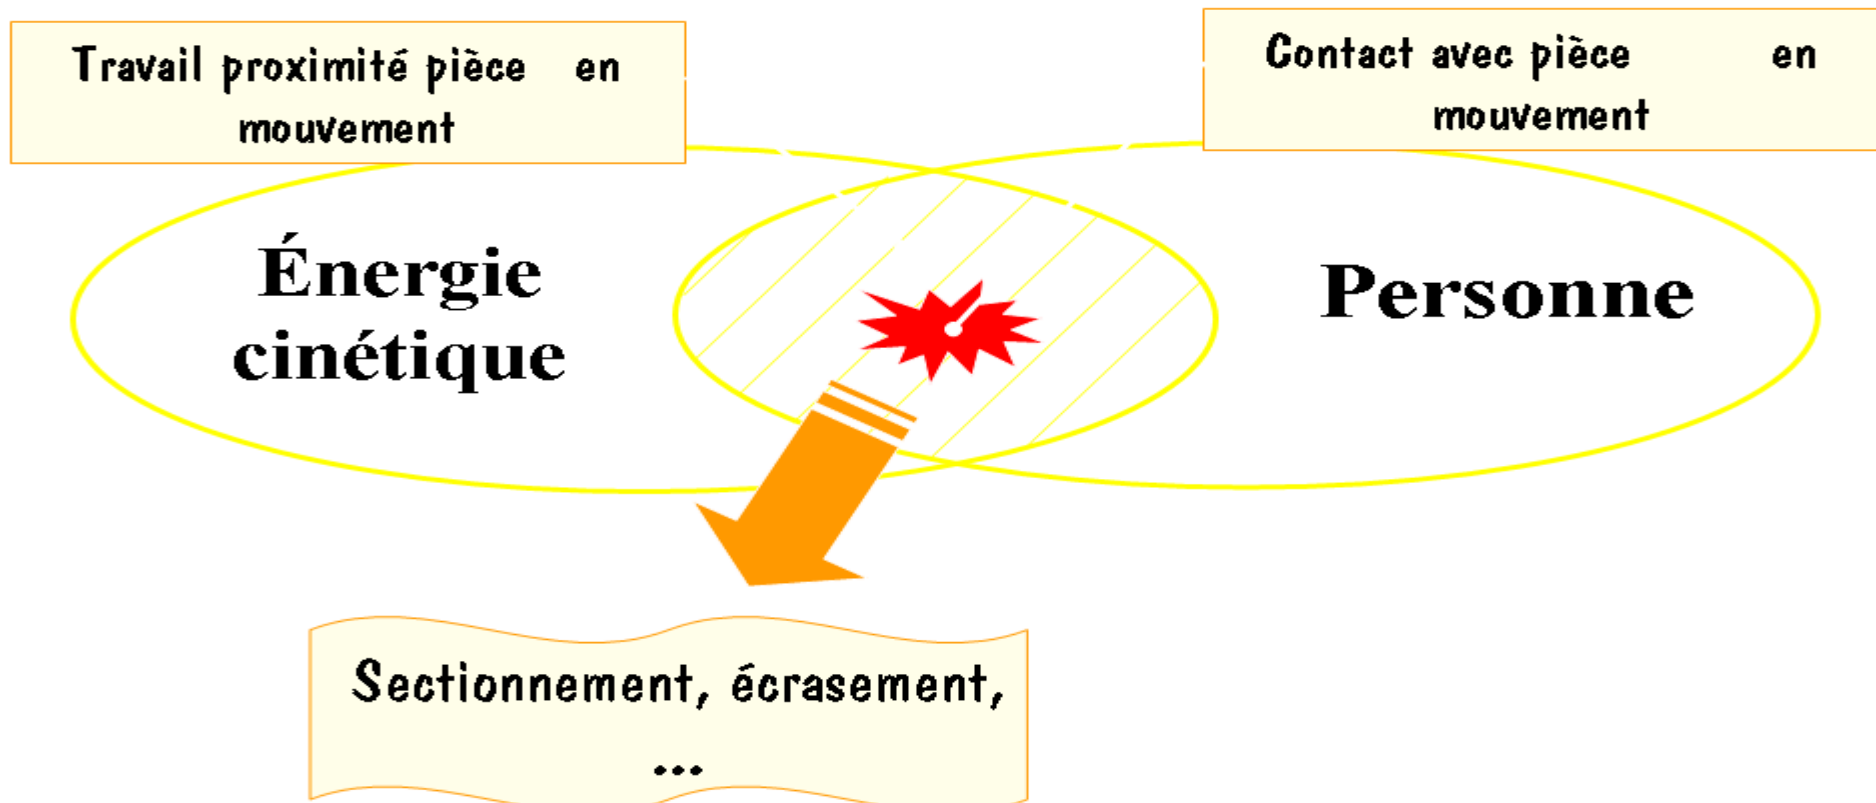 Travail proximité pièce en
mouvement
Contact avec pièce en
mouvement
Énergie
cinétique
Personne
Sectionnement, écrasement,
...